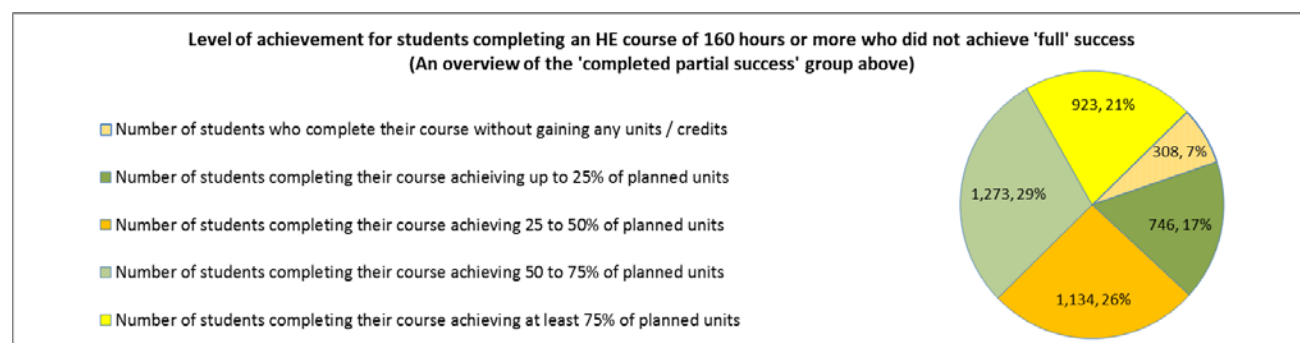 Level of achievement for students completing an HE course of 160 hours or more who did not achieve 'full' success
(An overview of the 'completed partial success' group above)
Number of students who complete their course without gaining any units / credits
Number of students completing their course achieiving up to 25% of planned units
Number of students completing their course achieving 25 to 50% of planned units
Number of students completing their course achieving 50 to 75% of planned units
Number of students completing their course achieving at least 75% of planned units
923, 21%
308, 7%
1,273, 29%
746, 17%
1,134, 26%